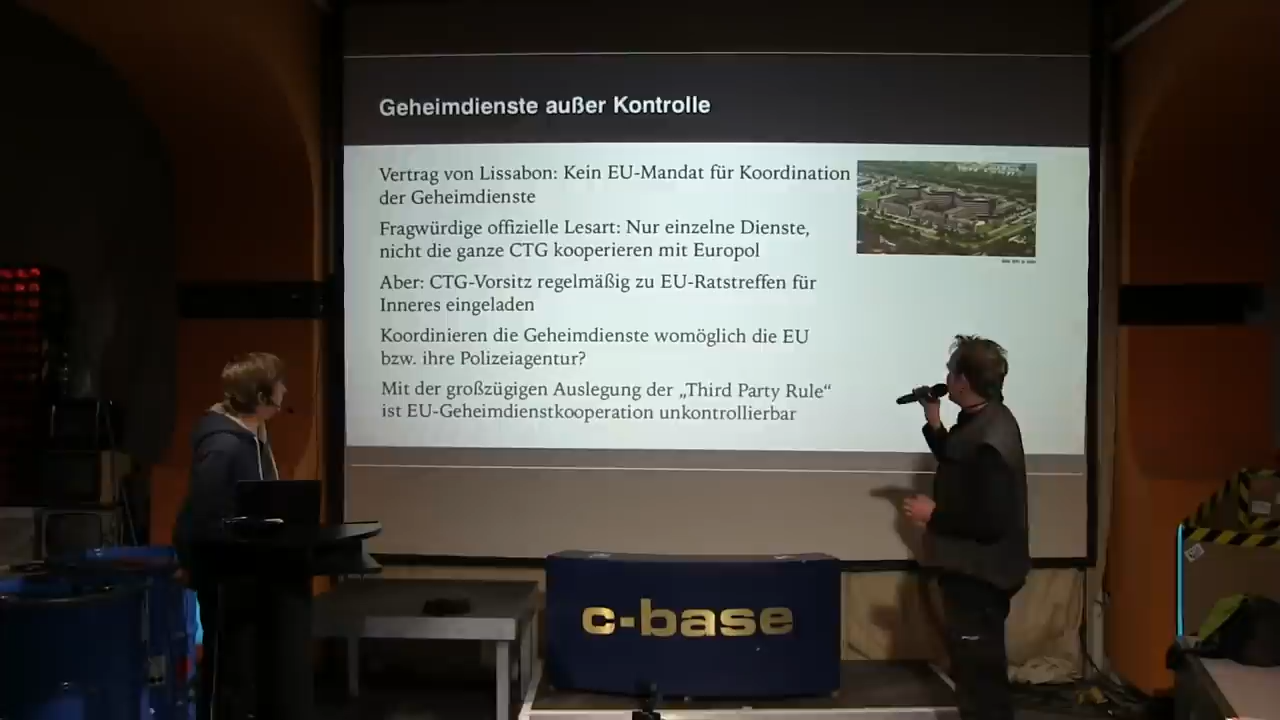 Geheimdienste außer Kontrolle
Vertrag von Lissabon: Kein EU-Mandat für Koordination
der Geheimdienste
Fragwürdige offizielle Lesart: Nur einzelne Dienste,
nicht die ganze CTG kooperieren mit Europol
Aber: CTG-Vorsitz regelmäßig zu EU-Ratstreffen für
Inneres eingeladen
Koordinieren die Geheimdienste womöglich die EU
bzw. ihre Polizeiagentur?
Mit der großzügigen Auslegung der „Third Party Rule“
ist EU-Geheimdienstkooperation unkontrollierbar
c-base